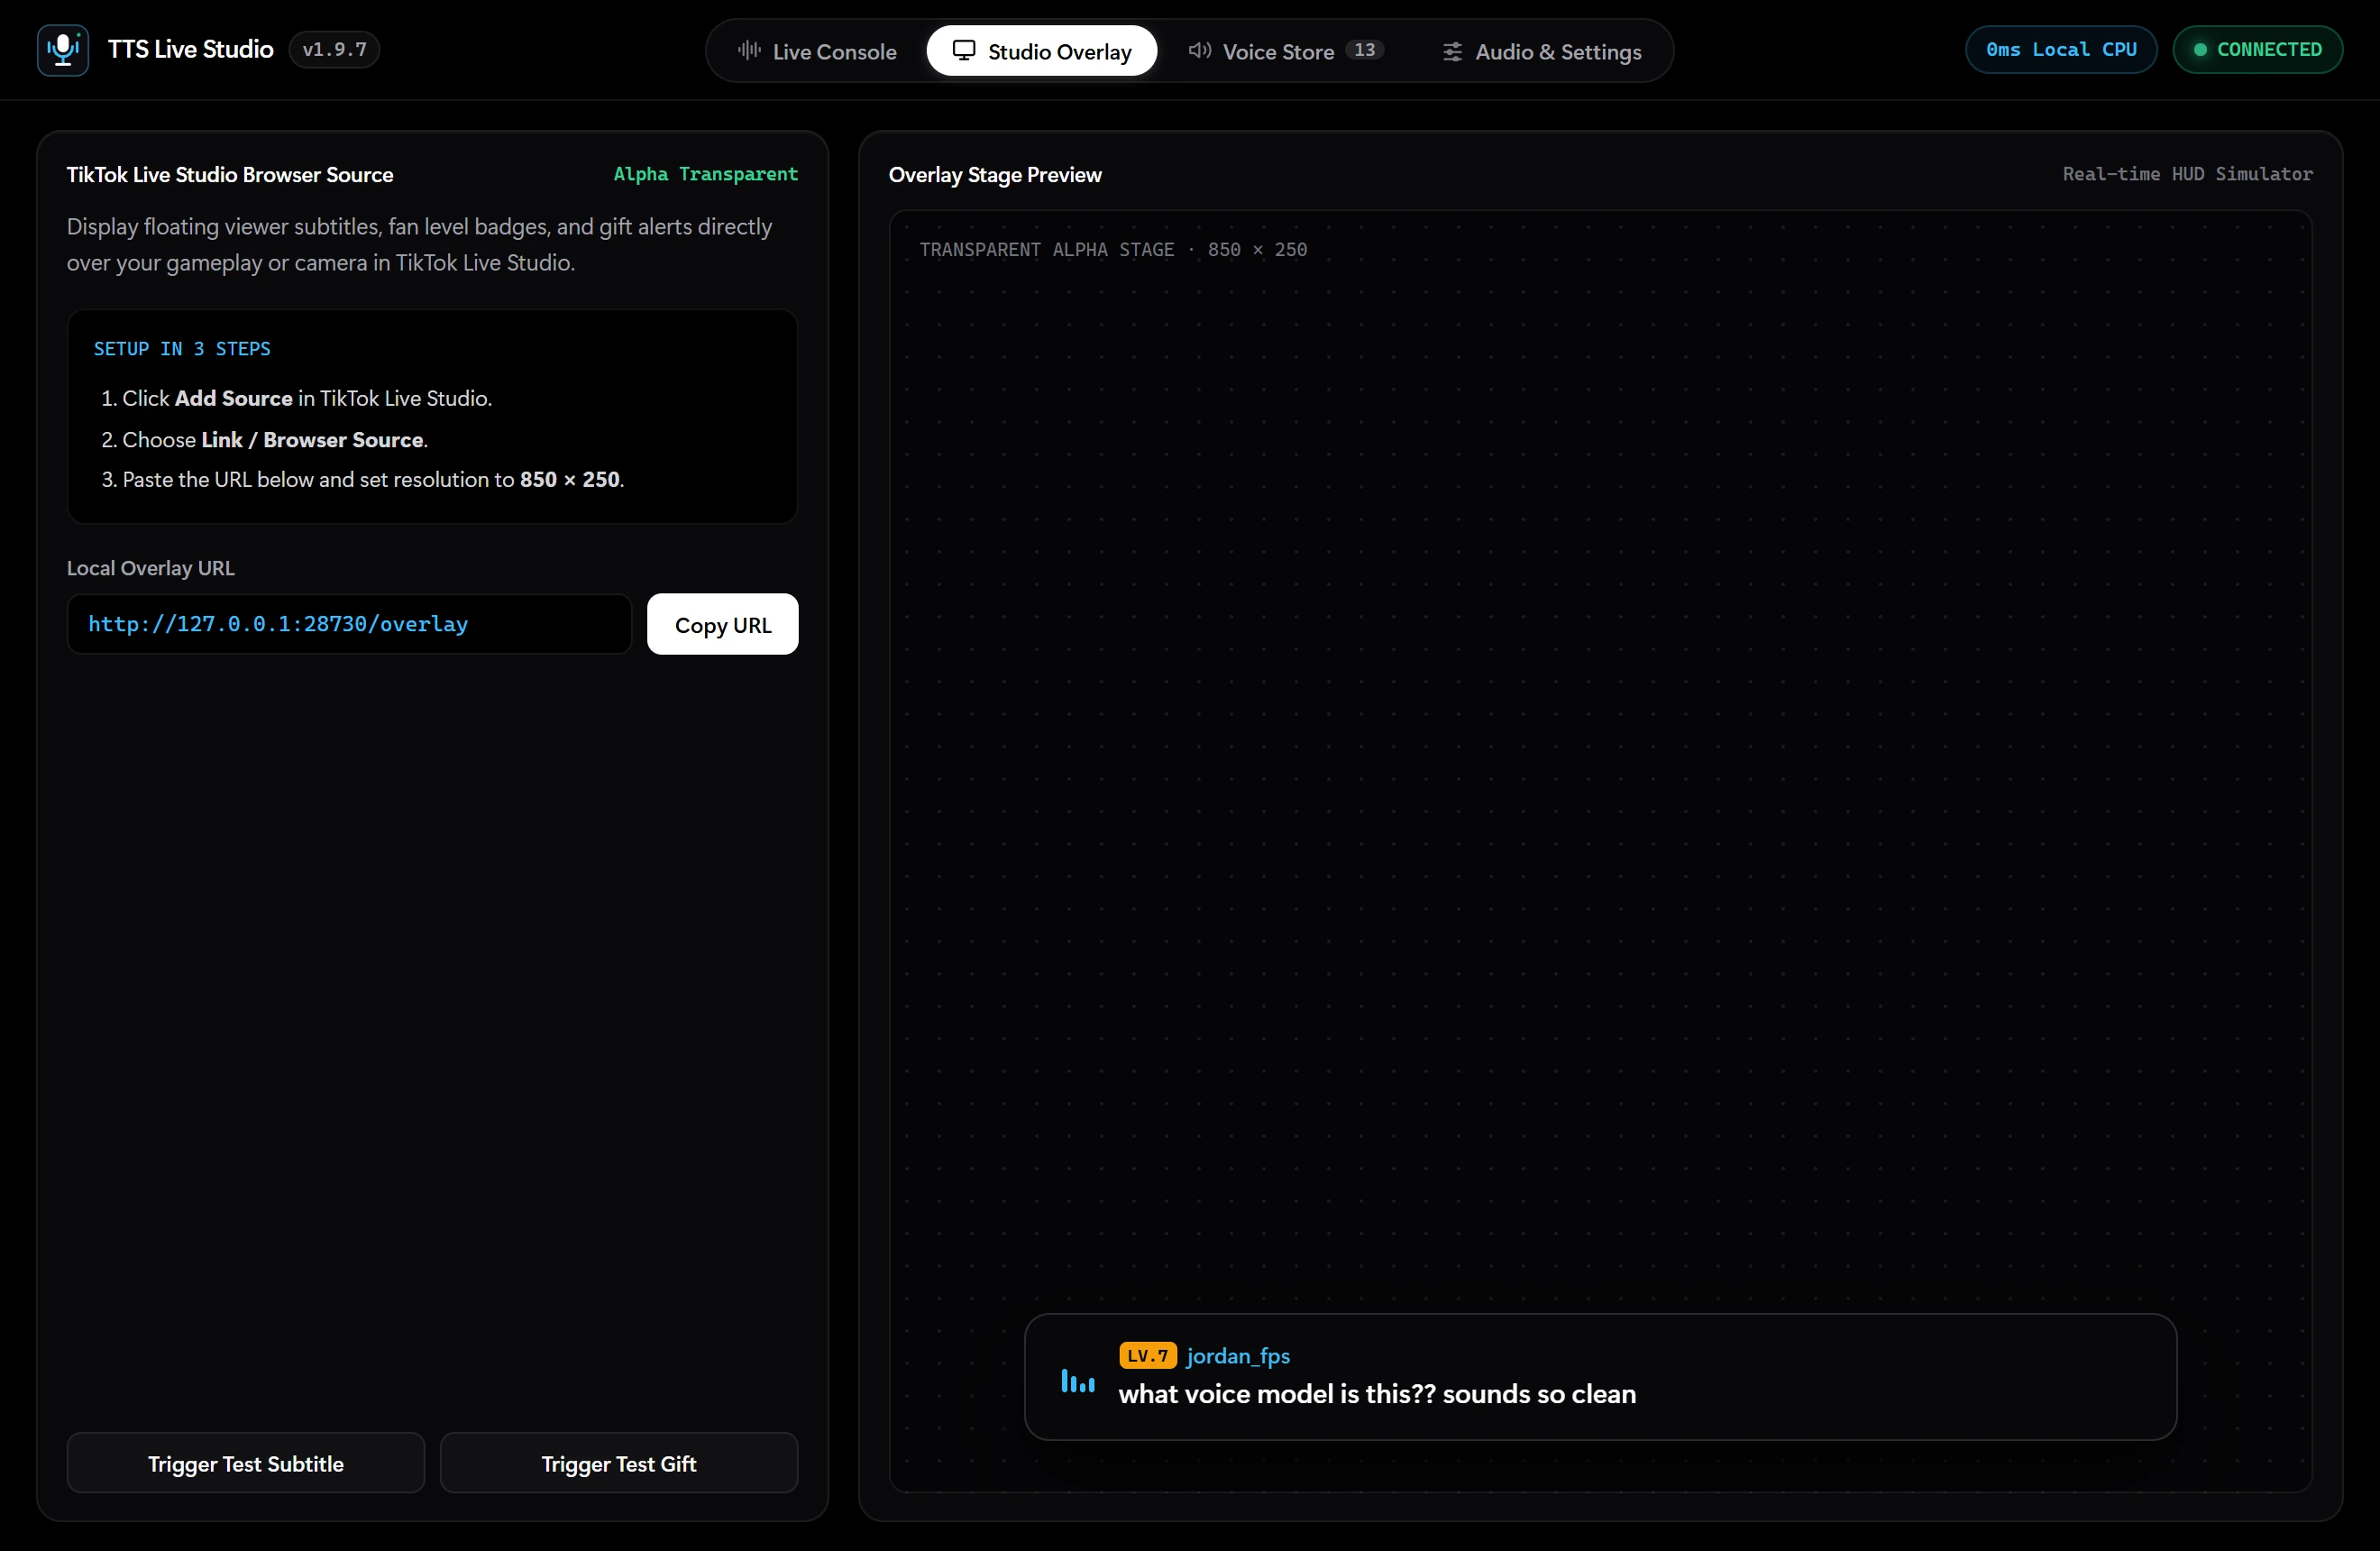 TTS Live Studio v1.9.7
Live Console
Studio Overlay
Voice Store 13
Audio & Settings
0ms Local CPU
CONNECTED
TikTok Live Studio Browser Source
Alpha Transparent
Display floating viewer subtitles, fan level badges, and gift alerts directly
over your gameplay or camera in TikTok Live Studio.
SETUP IN 3 STEPS
1. Click Add Source in TikTok Live Studio.
2. Choose Link / Browser Source.
3. Paste the URL below and set resolution to 850 × 250.
Local Overlay URL
http://127.0.0.1:28730/overlay
Copy URL
Trigger Test Subtitle
Trigger Test Gift
Overlay Stage Preview
Real-time HUD Simulator
TRANSPARENT ALPHA STAGE · 850 × 250
LV.7 jordan_fps
what voice model is this?? sounds so clean